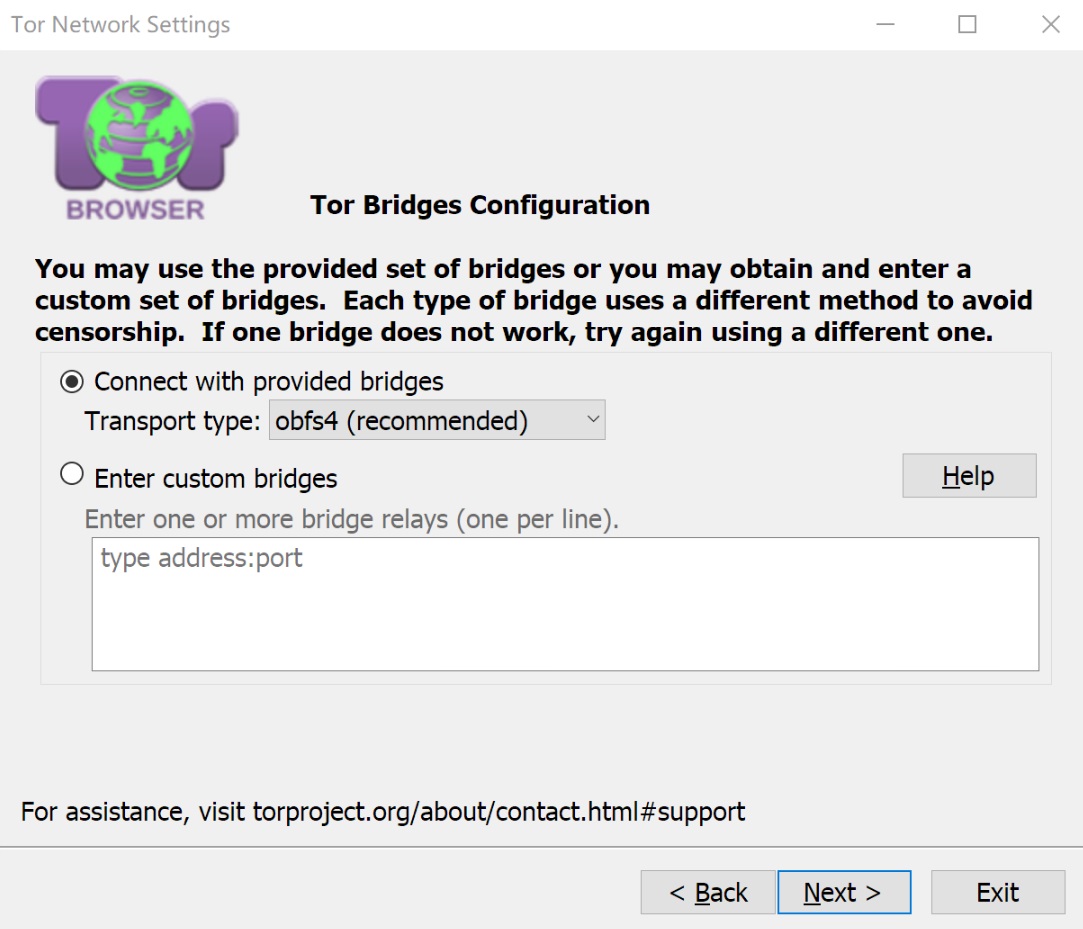 Tor Network Settings
Tor
BROWSER
Tor Bridges Configuration
You may use the provided set of bridges or you may obtain and enter a
custom set of bridges.  Each type of bridge uses a different method to avoid
censorship.  If one bridge does not work, try again using a different one.
Connect with provided bridges
Transport type: obfs4 (recommended)
Enter custom bridges
Help
Enter one or more bridge relays (one per line).
type address:port
For assistance, visit torproject.org/about/contact.html#support
< Back Next > Exit